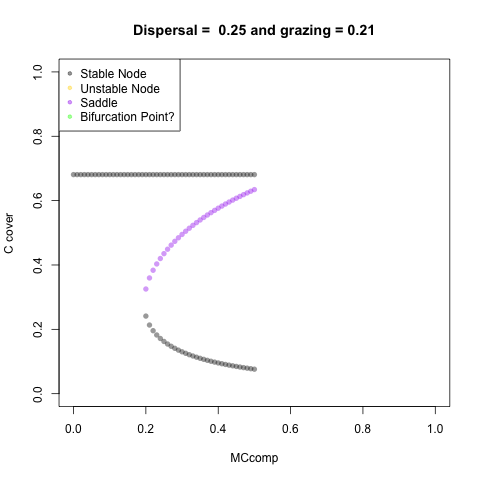 Dispersal =  0.25 and grazing = 0.21
Stable Node
Unstable Node
Saddle
Bifurcation Point?
C cover
1.0
0.8
0.6
0.4
0.2
0.0
0.0 0.2 0.4 0.6 0.8 1.0
MCcomp